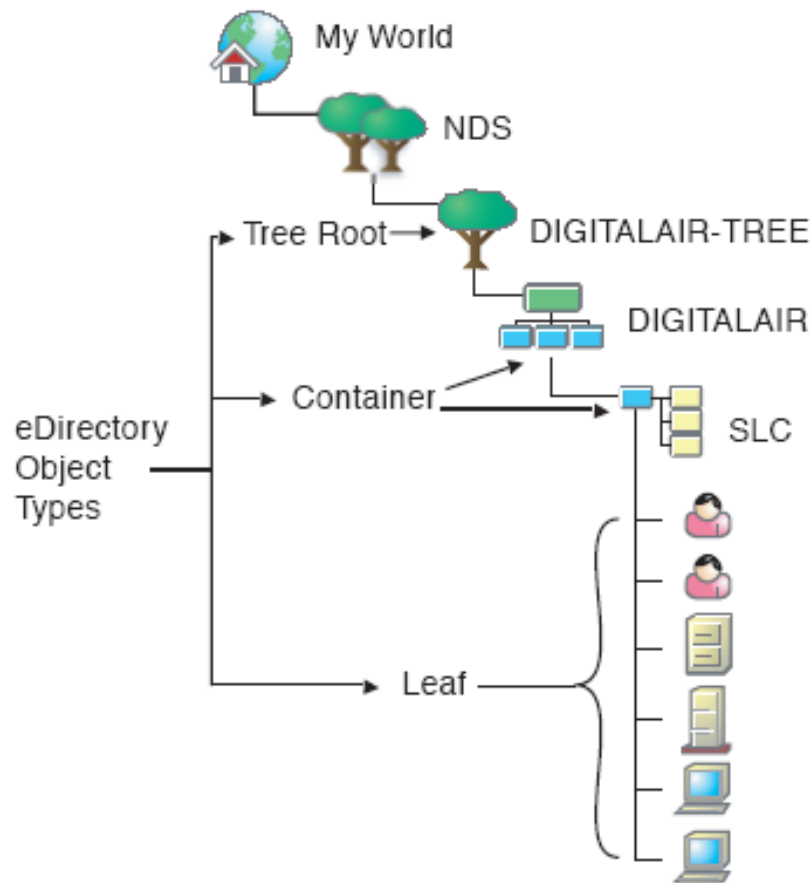 My World
NDS
Tree Root
DIGITALAIR-TREE
DIGITALAIR
Container
SLC
eDirectory
Object
Types
Leaf